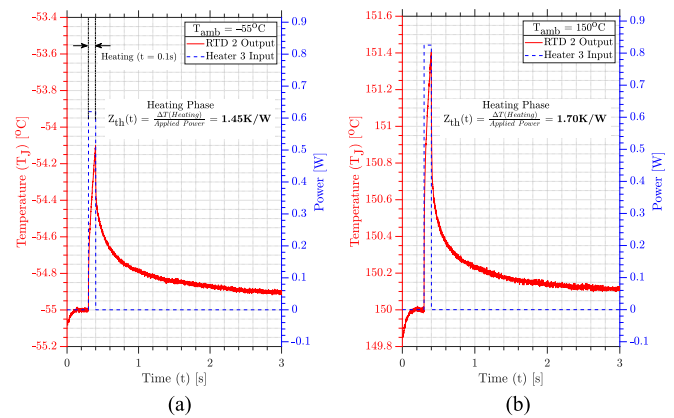 T_amb = –55°C
RTD 2 Output
Heater 3 Input
Heating (t = 0.1s)
Heating Phase
Z_th(t) = ΔT(Heating)/Applied Power = 1.45K/W
Temperature (T_J) [°C]
-53.4
-53.6
-53.8
-54
-54.2
-54.4
-54.6
-54.8
-55
-55.2
0.9
0.8
0.7
0.6
0.5
0.4
0.3
0.2
0.1
0
-0.1
Power [W]
0 1 2 3
Time (t) [s]
(a)
T_amb = 150°C
RTD 2 Output
Heater 3 Input
Heating Phase
Z_th(t) = ΔT(Heating)/Applied Power = 1.70K/W
Temperature (T_J) [°C]
151.6
151.4
151.2
151
150.8
150.6
150.4
150.2
150
149.8
0.9
0.8
0.7
0.6
0.5
0.4
0.3
0.2
0.1
0
-0.1
Power [W]
0 1 2 3
Time (t) [s]
(b)